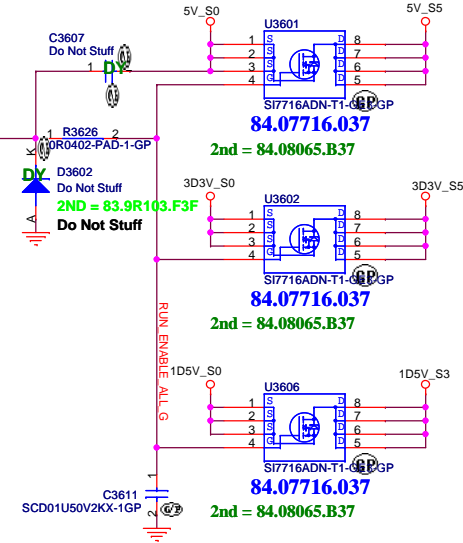 5V_S0
5V_S5
C3607
Do Not Stuff
1 DY
U3601
1 S D 8
2 S D 7
3 S D 6
4 G D 5
GP
SI7716ADN-T1-GE3-GP
84.07716.037
2nd = 84.08065.B37
1 R3626 2
0R0402-PAD-1-GP
K
DY
D3602
Do Not Stuff
2ND = 83.9R103.F3F
Do Not Stuff
A
3D3V_S0
3D3V_S5
U3602
1 S D 8
2 S D 7
3 S D 6
4 G D 5
GP
SI7716ADN-T1-GE3-GP
84.07716.037
2nd = 84.08065.B37
RUN_ENABLE_ALL_G
1D5V_S0
1D5V_S3
U3606
1 S D 8
2 S D 7
3 S D 6
4 G D 5
GP
SI7716ADN-T1-GE3-GP
84.07716.037
2nd = 84.08065.B37
1
C3611
SCD01U50V2KX-1GP
2
GP